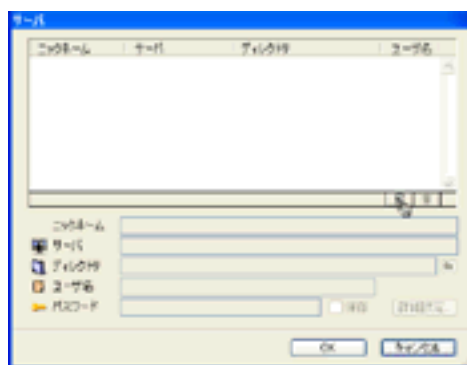 サーバ
ニックネーム サーバ ディレクトリ ユーザ名
ニックネーム
サーバ
ディレクトリ
ユーザ名
パスワード 保存
OK キャンセル